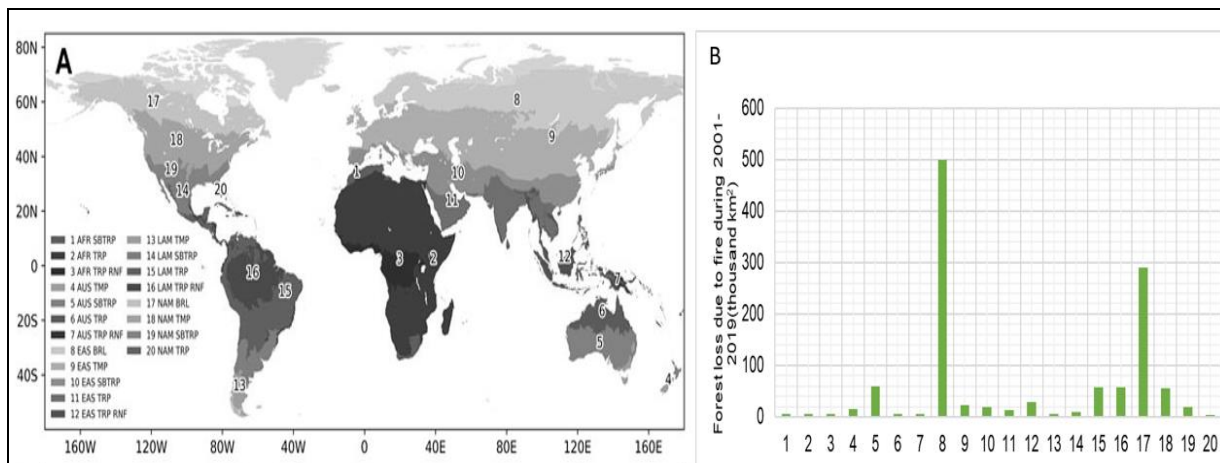 A
80N
60N
40N
20N
0
20S
40S
160W 120W 80W 40W 0 40E 80E 120E 160E
17
8
18
9
19
1
10
14
20
11
3
2
12
16
7
15
6
5
13
4
1 AFR SBTRP
2 AFR TRP
3 AFR TRP RNF
4 AUS TMP
5 AUS SBTRP
6 AUS TRP
7 AUS TRP RNF
8 EAS BRL
9 EAS TMP
10 EAS SBTRP
11 EAS TRP
12 EAS TRP RNF
13 LAM TMP
14 LAM SBTRP
15 LAM TRP
16 LAM TRP RNF
17 NAM BRL
18 NAM TMP
19 NAM SBTRP
20 NAM TRP
B
Forest loss due to fire during 2001-
2019(thousand km²)
600
500
400
300
200
100
0
1 2 3 4 5 6 7 8 9 10 11 12 13 14 15 16 17 18 19 20